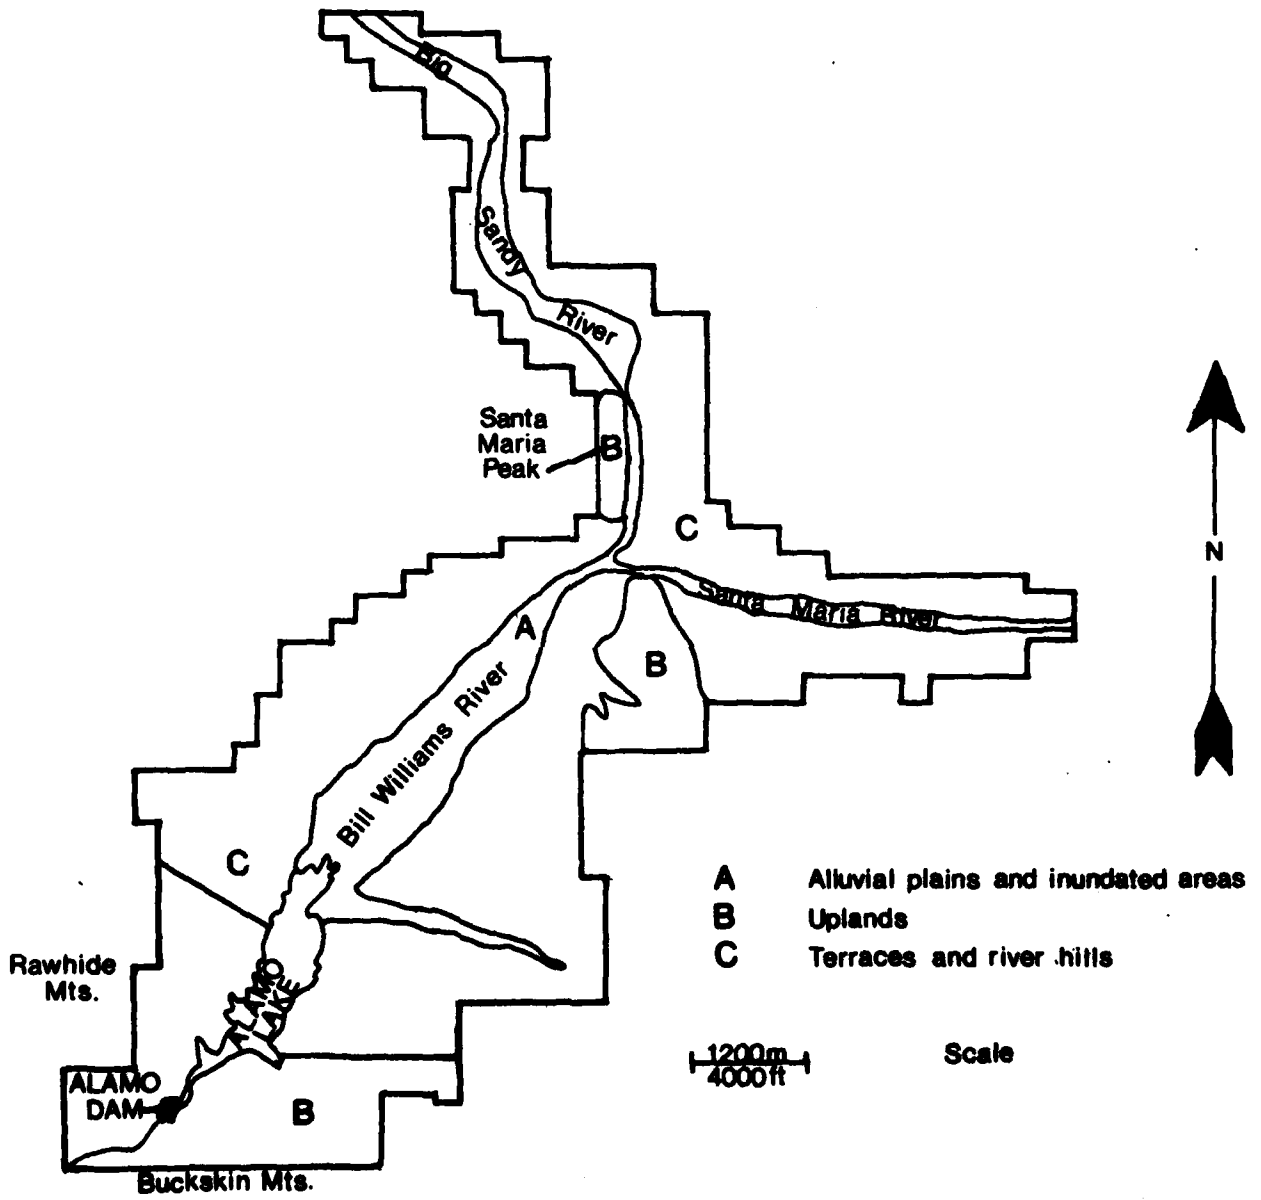 Big
Sandy
River
Santa
Maria
Peak
B
C
N
Santa Maria River
A
B
Bill Williams River
C
A Alluvial plains and inundated areas
B Uplands
C Terraces and river hills
Rawhide
Mts.
ALAMO
LAKE
1200m
4000ft
Scale
ALAMO
DAM
B
Buckskin Mts.